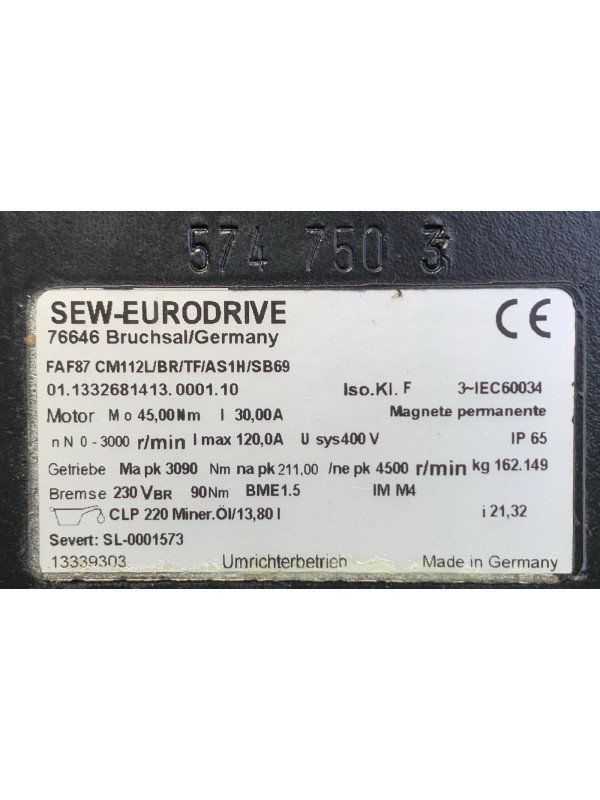 574 750 3
SEW-EURODRIVE CE
76646 Bruchsal/Germany
FAF87 CM112L/BR/TF/AS1H/SB69
01.1332681413.0001.10 Iso.Kl. F 3~IEC60034
Motor M o 45,00Nm I 30,00A Magnete permanente
n N 0 - 3000 r/min I max 120,0A U sys400 V IP 65
Getriebe Ma pk 3090 Nm na pk 211,00 /ne pk 4500 r/min kg 162.149
Bremse 230 VBR 90Nm BME1.5 IM M4
CLP 220 Miner.Öl/13,80 l i 21,32
Severt: SL-0001573
13339303 Umrichterbetrieb Made in Germany